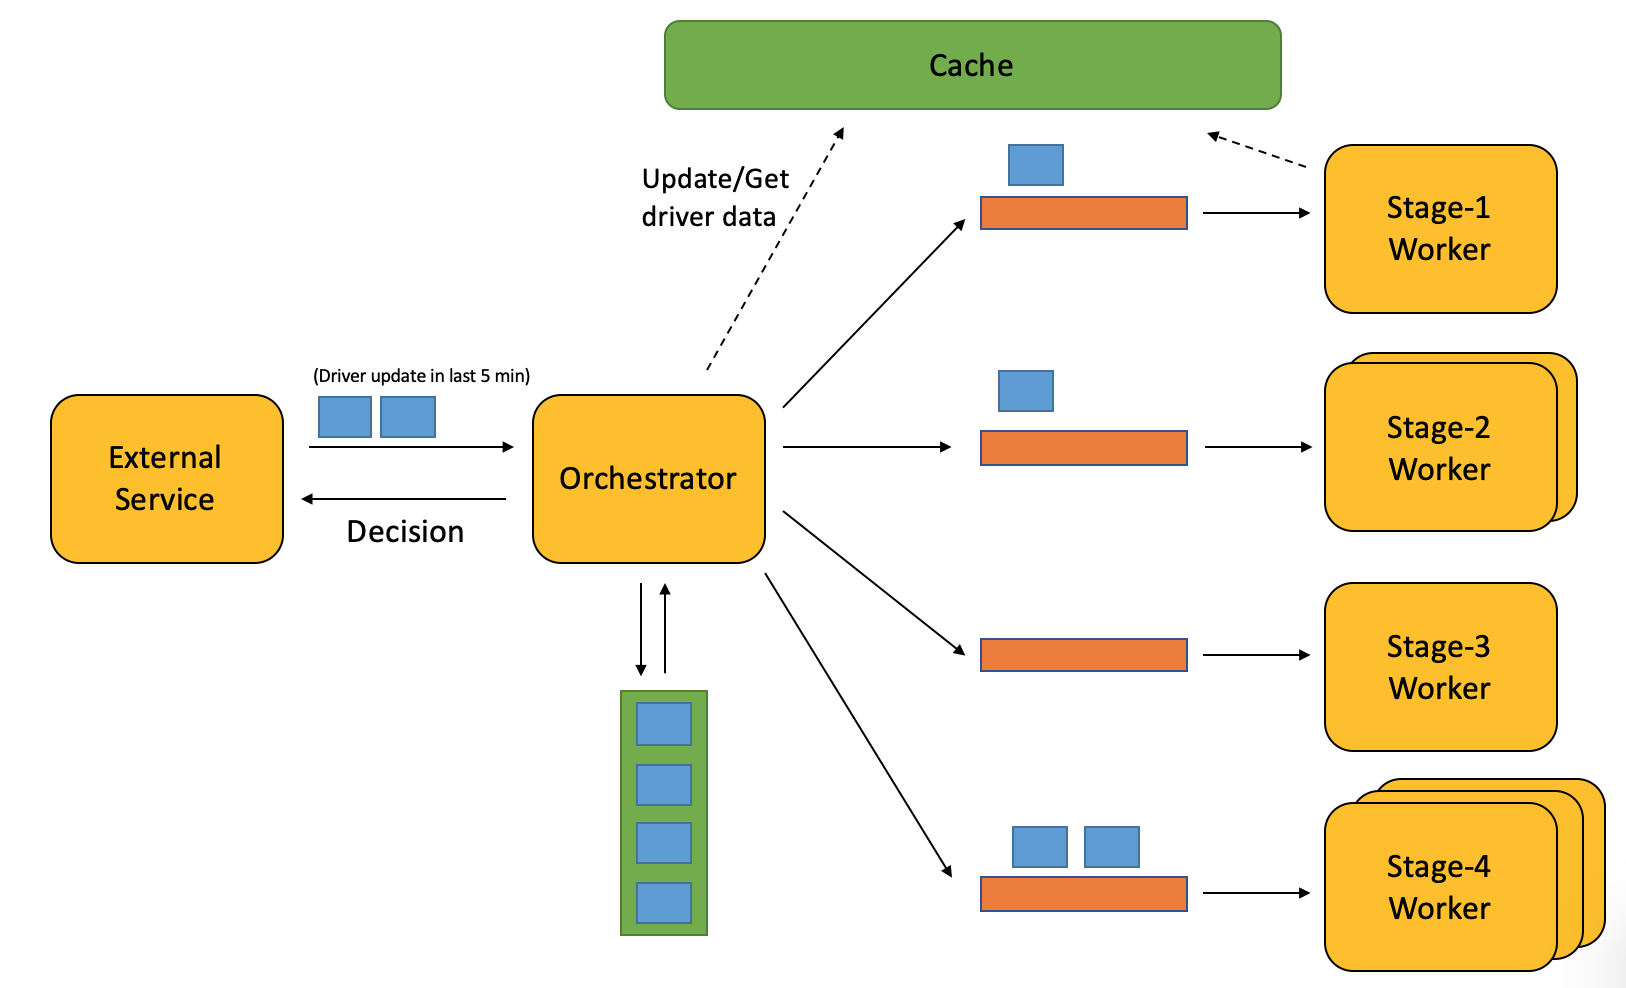 Cache
Update/Get
driver data
Stage-1
Worker
(Driver update in last 5 min)
External
Service
Orchestrator
Decision
Stage-2
Worker
Stage-3
Worker
Stage-4
Worker